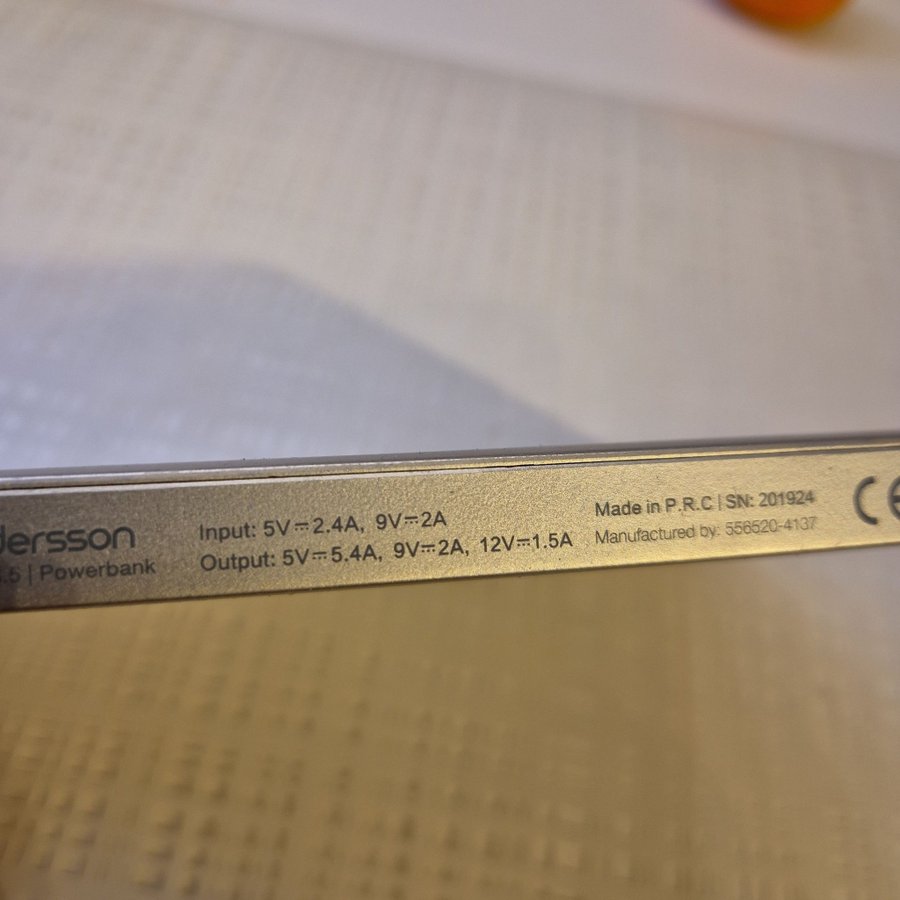 dersson
.5 | Powerbank
Input: 5V⎓2.4A, 9V⎓2A
Output: 5V⎓5.4A, 9V⎓2A, 12V⎓1.5A
Made in P.R.C | SN: 201924
Manufactured by: 556520-4137
CE